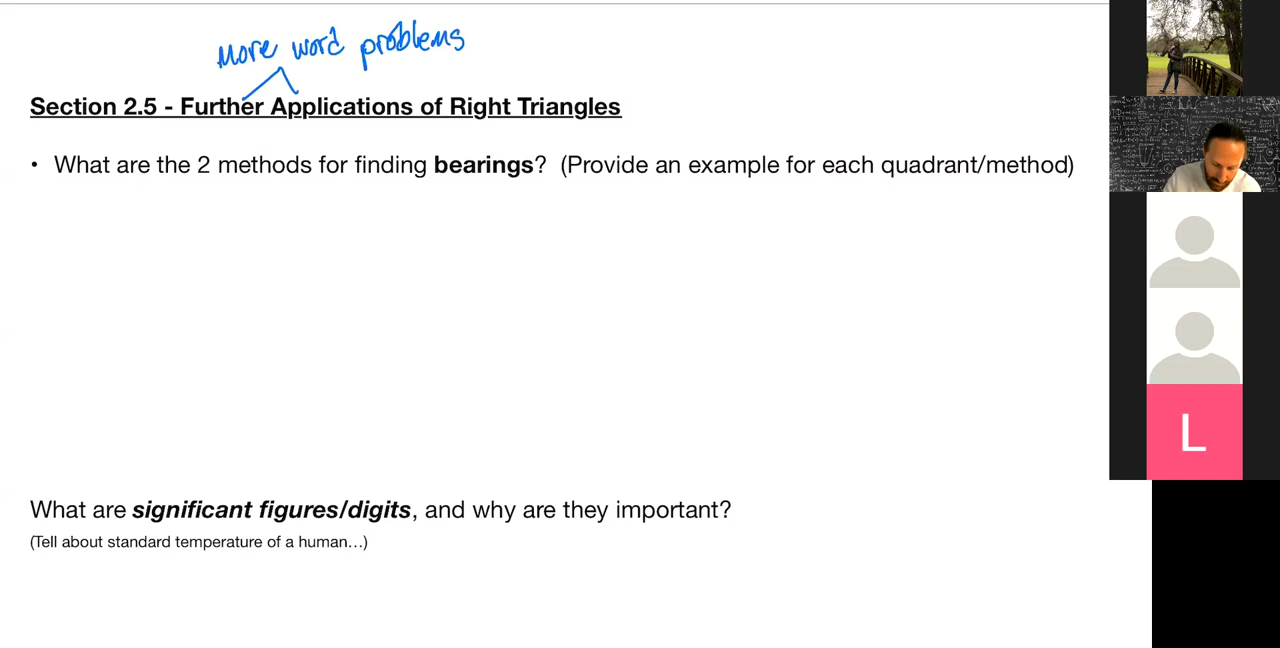 more word problems
Section 2.5 - Further Applications of Right Triangles
• What are the 2 methods for finding bearings? (Provide an example for each quadrant/method)
L
What are significant figures/digits, and why are they important?
(Tell about standard temperature of a human...)